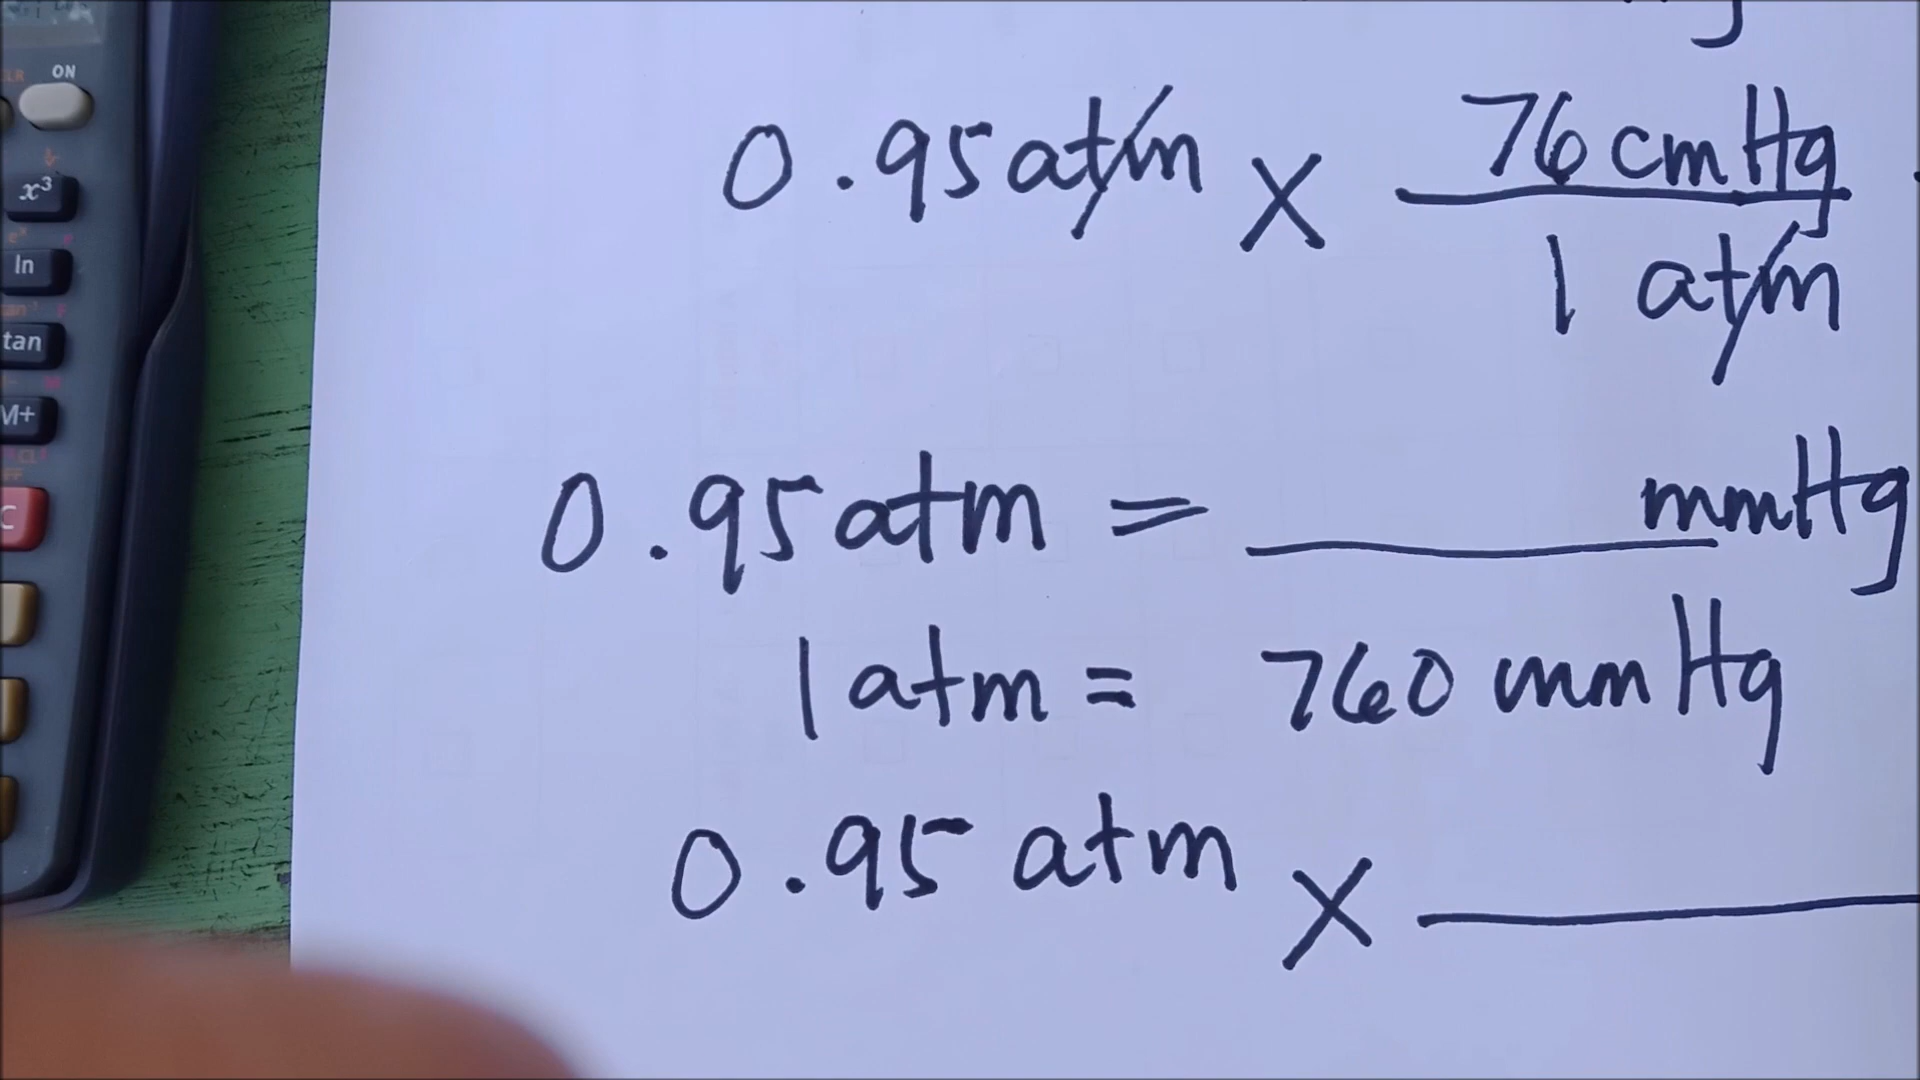 ON
x³
ln
tan
M+
C
0.95 atm × 76 cmHg
1 atm
0.95 atm = ______ mmHg
1 atm = 760 mmHg
0.95 atm × ______